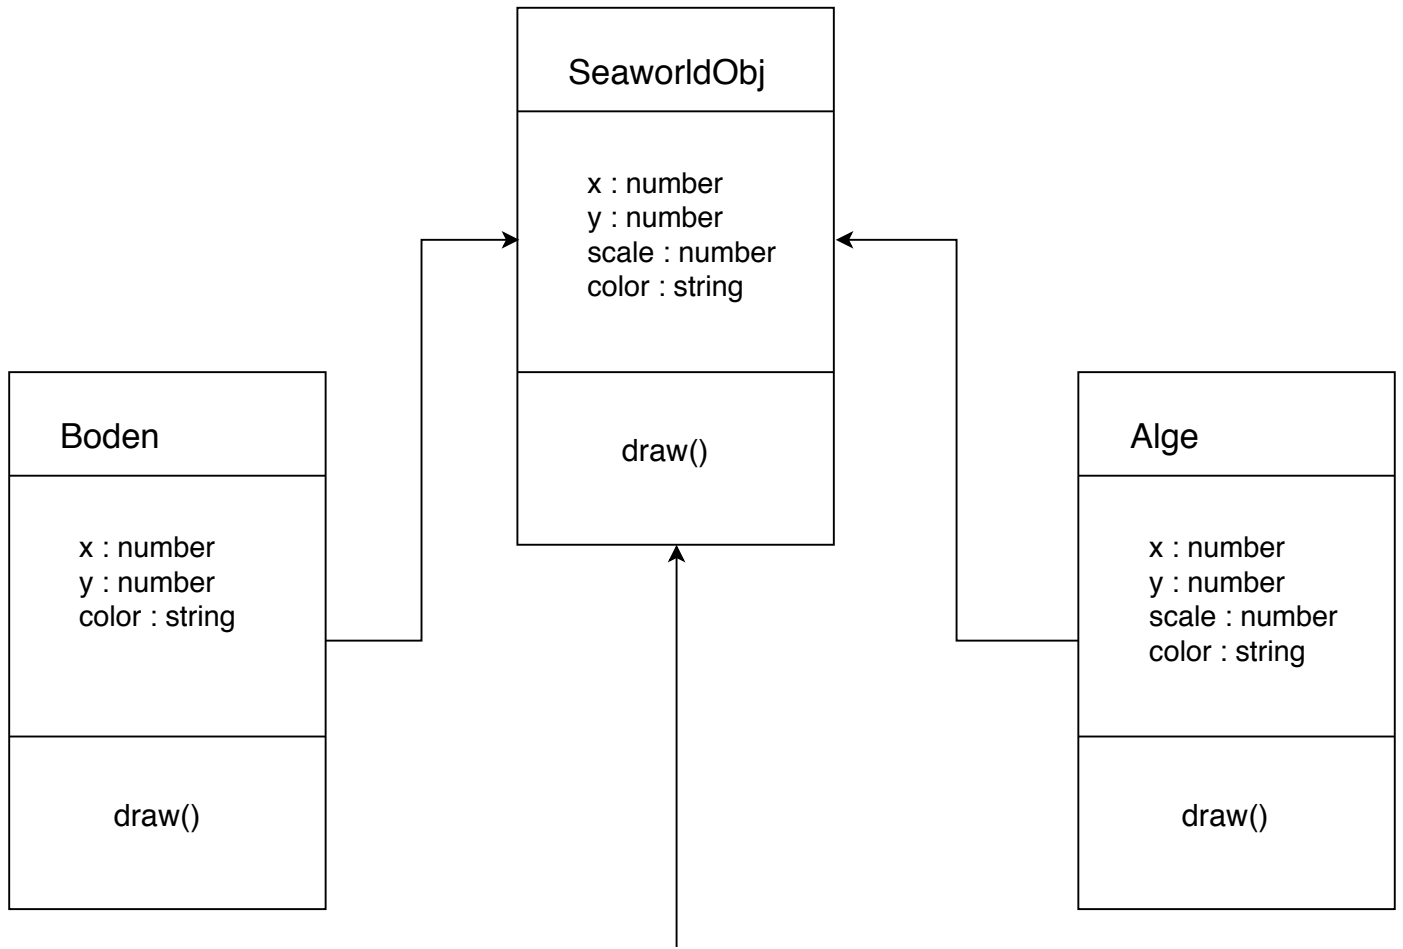 SeaworldObj
x : number
y : number
scale : number
color : string
draw()
Boden
x : number
y : number
color : string
draw()
Alge
x : number
y : number
scale : number
color : string
draw()